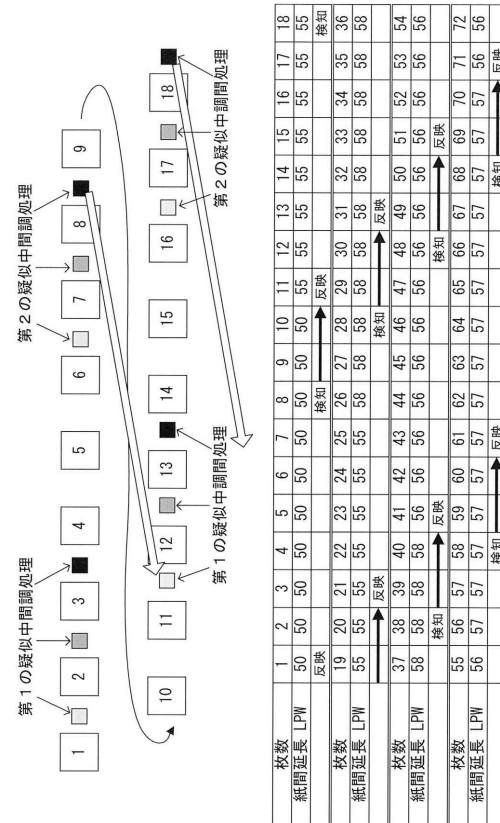 第1の疑似中間調処理 第2の疑似中間調処理
1 2 3 4 5 6 7 8 9
10 11 12 13 14 15 16 17 18
第1の疑似中調間処理 第2の疑似中調間処理
枚数 1 2 3 4 5 6 7 8 9 10 11 12 13 14 15 16 17 18
紙間延長 LPW 50 50 50 50 50 50 50 50 50 50 55 55 55 55 55 55 55 55
反映 検知 反映 検知
枚数 19 20 21 22 23 24 25 26 27 28 29 30 31 32 33 34 35 36
紙間延長 LPW 55 55 55 55 55 55 55 58 58 58 58 58 58 58 58 58 58 58
反映 検知 反映
枚数 37 38 39 40 41 42 43 44 45 46 47 48 49 50 51 52 53 54
紙間延長 LPW 58 58 58 58 56 56 56 56 56 56 56 56 56 56 56 56 56 56
検知 反映 検知 反映
枚数 55 56 57 58 59 60 61 62 63 64 65 66 67 68 69 70 71 72
紙間延長 LPW 56 57 57 57 57 57 57 57 57 57 57 57 57 57 57 57 56 56
検知 反映 検知 反映